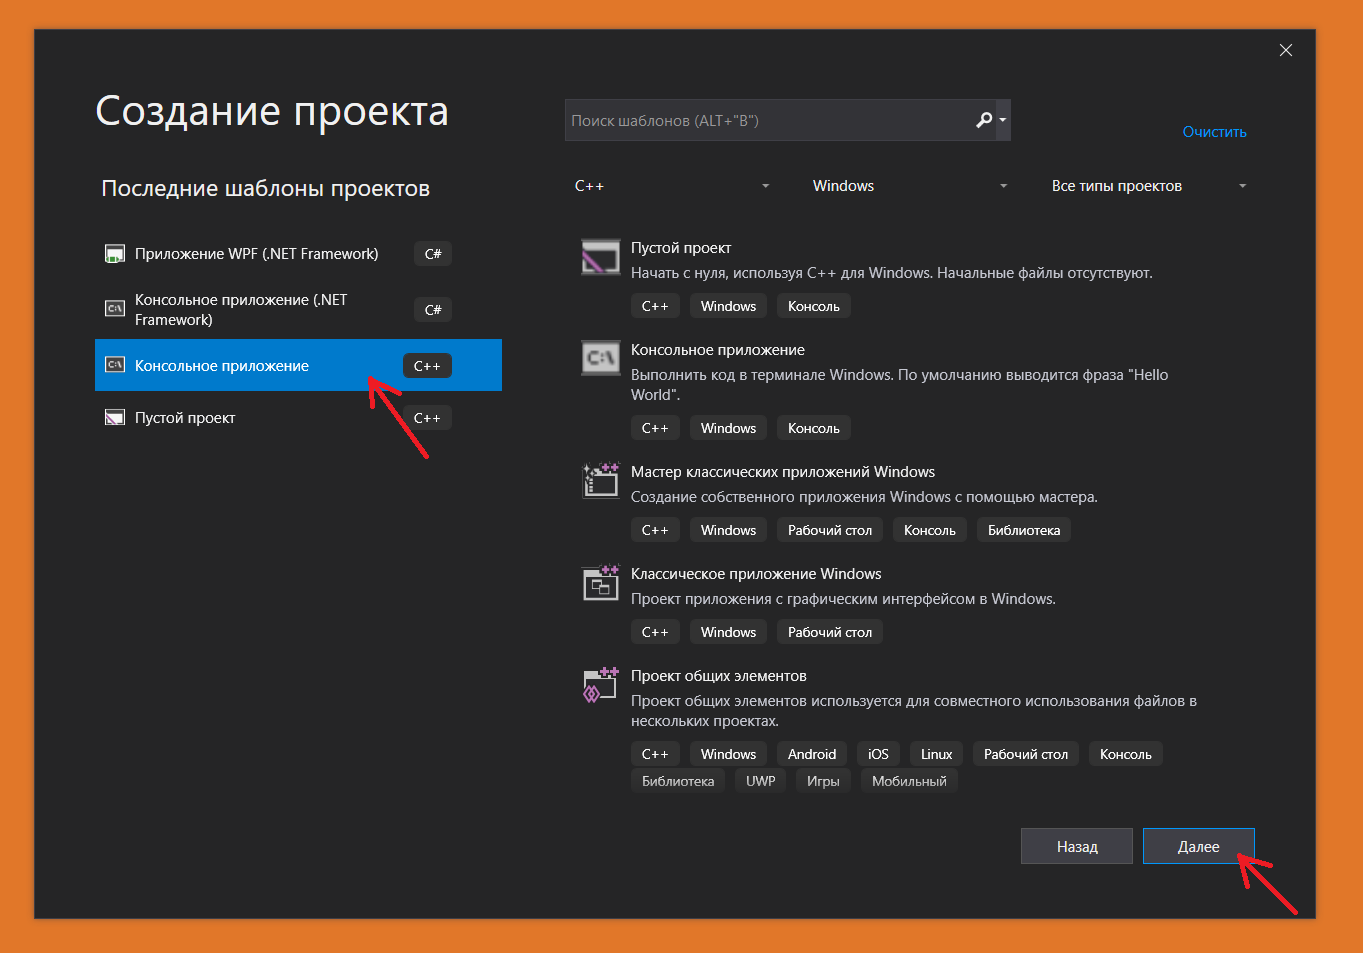 Создание проекта
Поиск шаблонов (ALT+"В")
Очистить
Последние шаблоны проектов
C++
Windows
Все типы проектов
Приложение WPF (.NET Framework)
C#
Консольное приложение (.NET
Framework)
C#
Консольное приложение
C++
Пустой проект
C++
Пустой проект
Начать с нуля, используя C++ для Windows. Начальные файлы отсутствуют.
C++ Windows Консоль
C:\
Консольное приложение
Выполнить код в терминале Windows. По умолчанию выводится фраза "Hello
World".
C++ Windows Консоль
Мастер классических приложений Windows
Создание собственного приложения Windows с помощью мастера.
C++ Windows Рабочий стол Консоль Библиотека
Классическое приложение Windows
Проект приложения с графическим интерфейсом в Windows.
C++ Windows Рабочий стол
Проект общих элементов
Проект общих элементов используется для совместного использования файлов в
нескольких проектах.
C++ Windows Android iOS Linux Рабочий стол Консоль
Библиотека UWP Игры Мобильный
Назад
Далее